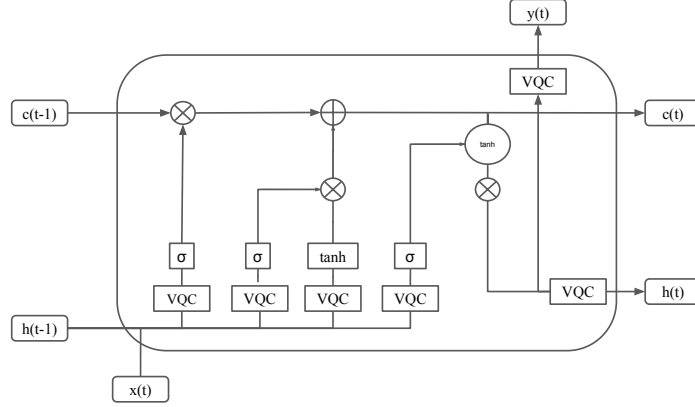 y(t)
VQC
c(t-1)
c(t)
tanh
σ
σ
tanh
σ
VQC
VQC
VQC
VQC
VQC
h(t)
h(t-1)
x(t)